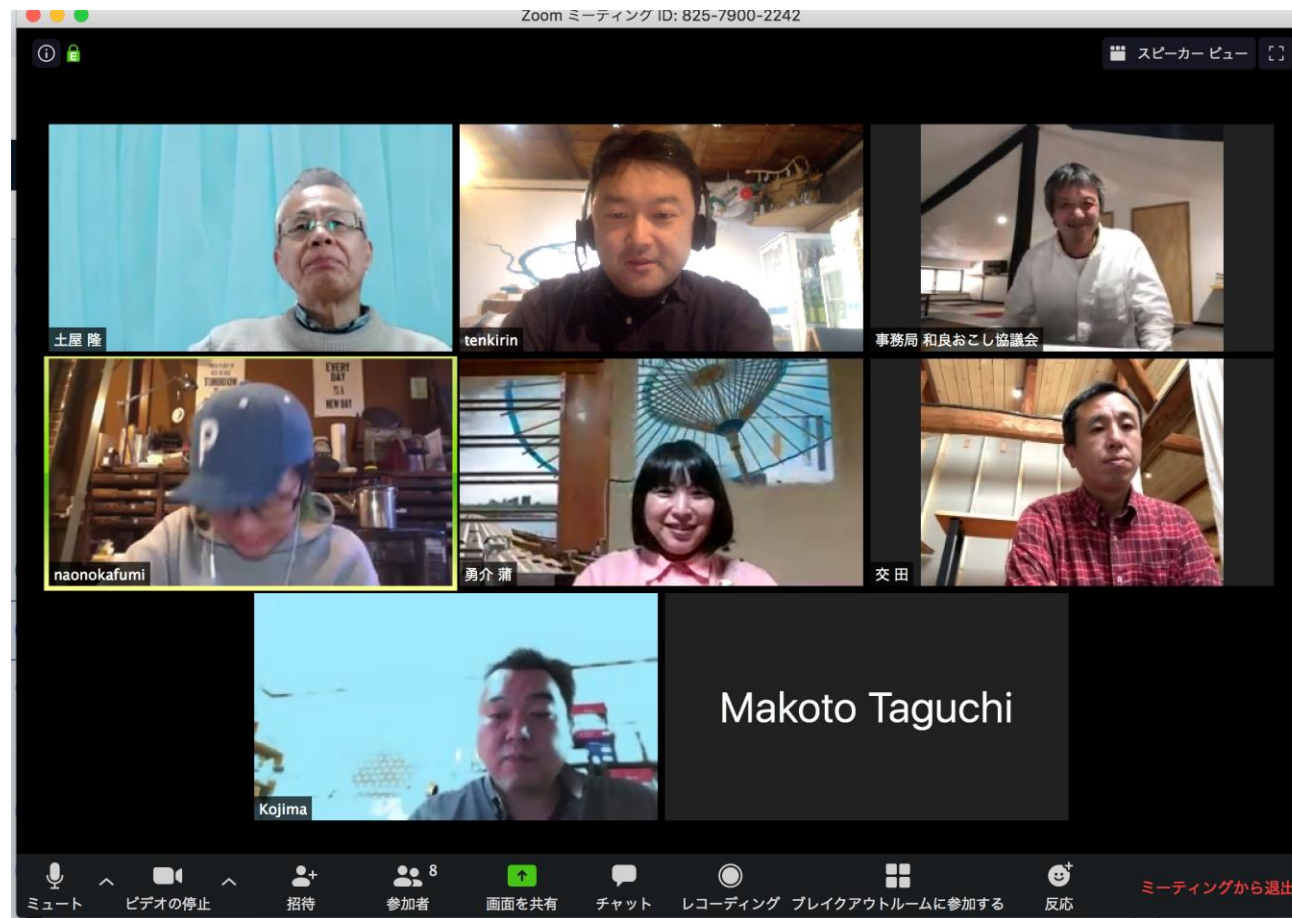 Zoom ミーティング ID: 825-7900-2242
スピーカー ビュー
土屋 隆
tenkirin
事務局 和良おこし協議会
TOMORROW
EVERY
DAY
IS A
NEW DAY
P
naonokafumi
勇介 蒲
交 田
Kojima
Makoto Taguchi
8
ミュート
ビデオの停止
招待
参加者
画面を共有
チャット
レコーディング
ブレイクアウトルームに参加する
反応
ミーティングから退出